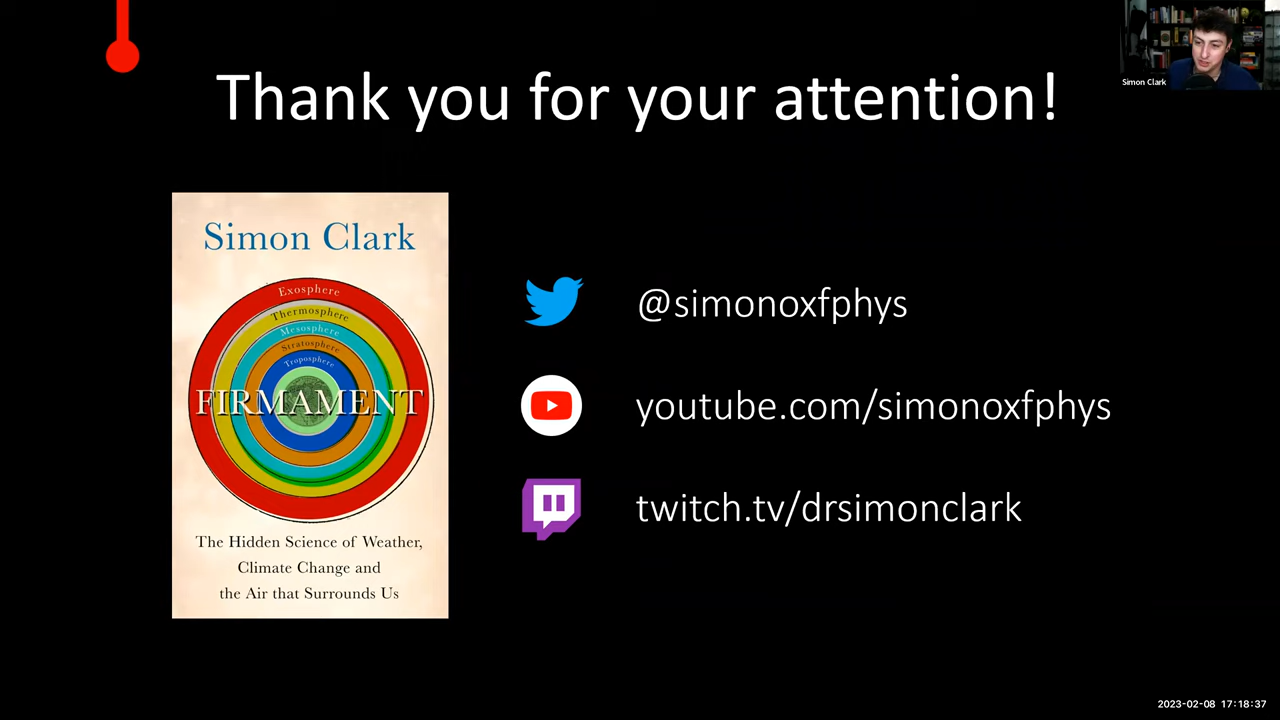 Thank you for your attention!
Simon Clark
Simon Clark
Exosphere
Thermosphere
Mesosphere
Stratosphere
Troposphere
FIRMAMENT
The Hidden Science of Weather,
Climate Change and
the Air that Surrounds Us
@simonoxfphys
youtube.com/simonoxfphys
twitch.tv/drsimonclark
2023-02-08 17:18:37